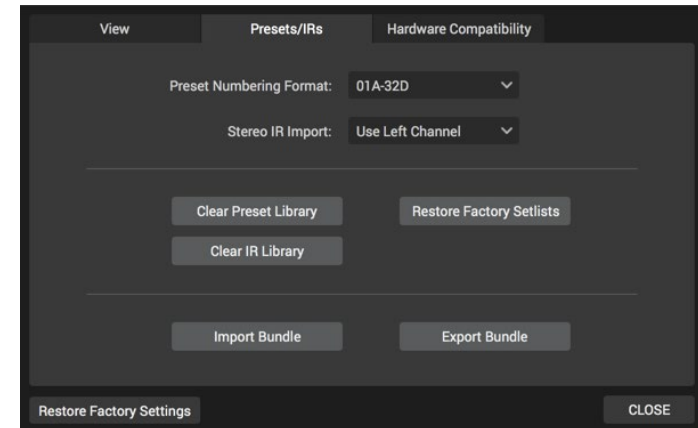 View Presets/IRs Hardware Compatibility
Preset Numbering Format: 01A-32D
Stereo IR Import: Use Left Channel
Clear Preset Library Restore Factory Setlists
Clear IR Library
Import Bundle Export Bundle
Restore Factory Settings CLOSE